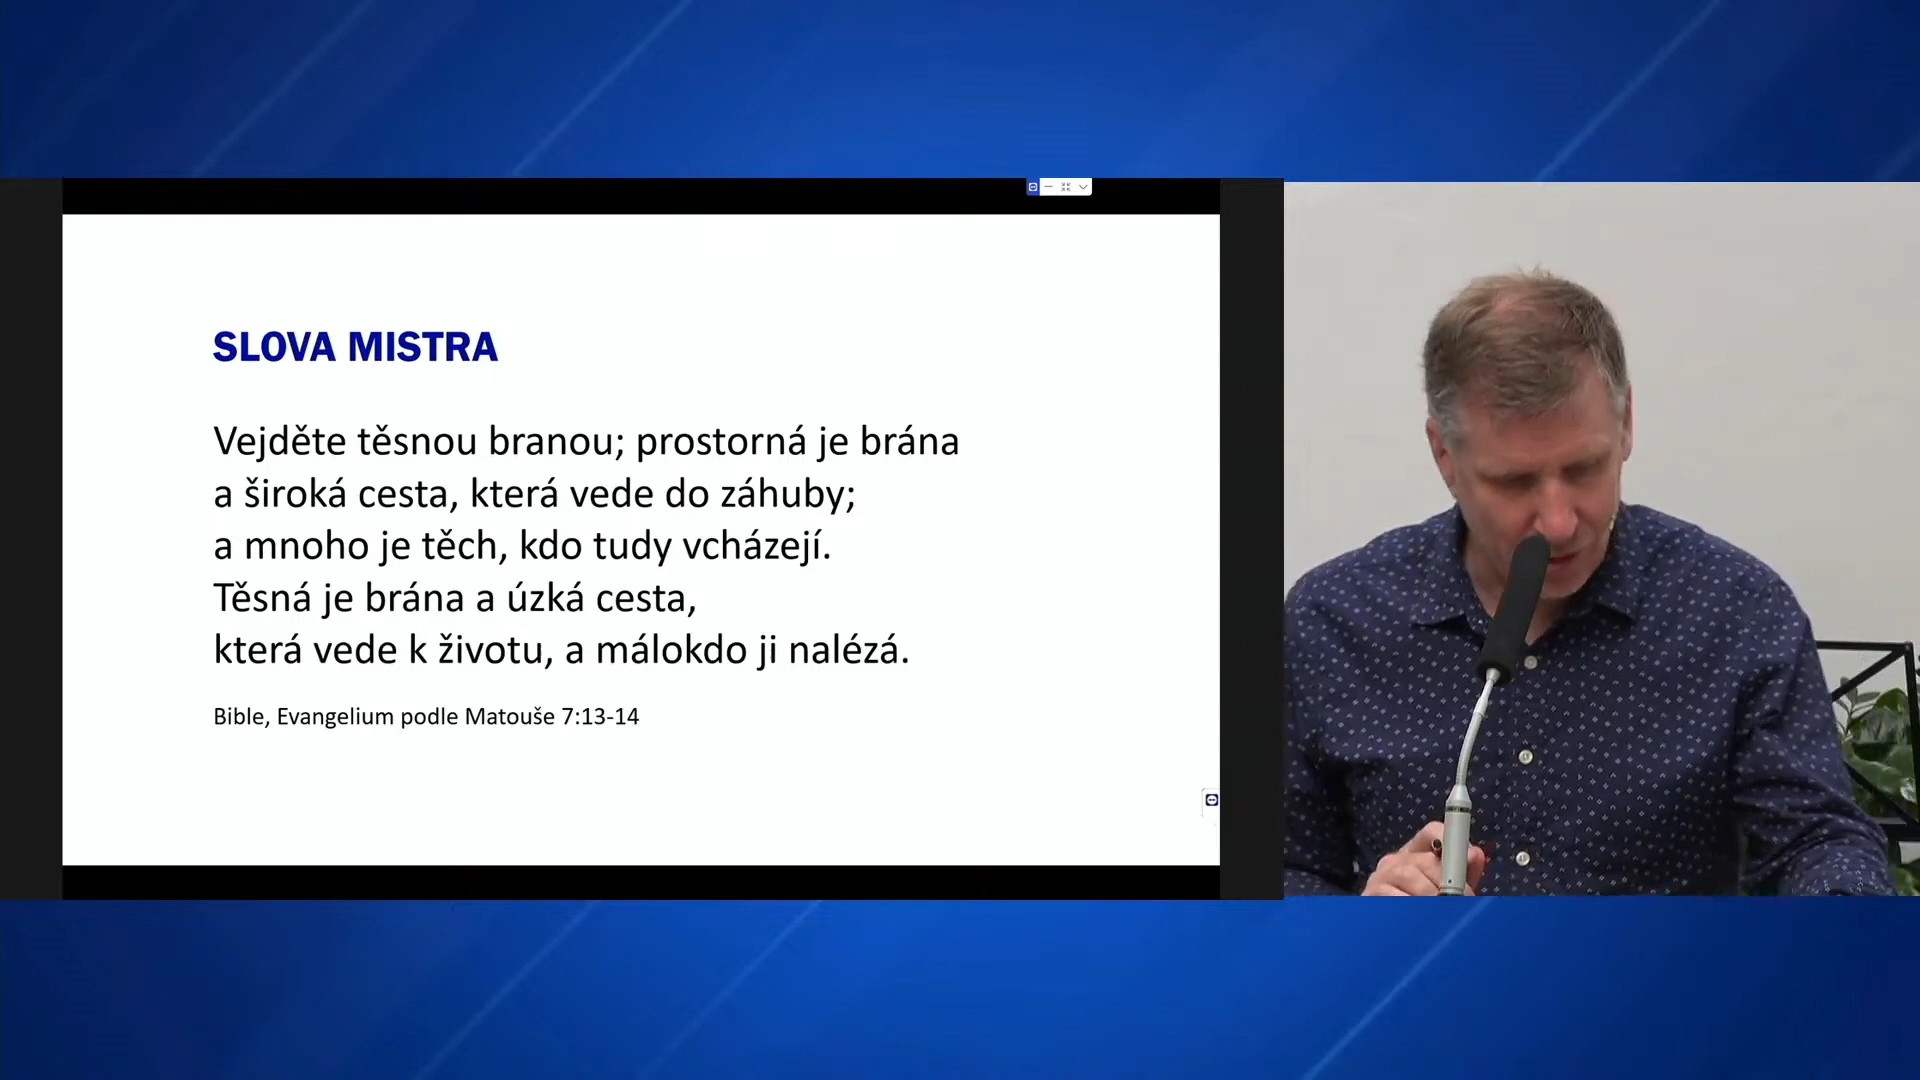 SLOVA MISTRA
Vejděte těsnou branou; prostorná je brána
a široká cesta, která vede do záhuby;
a mnoho je těch, kdo tudy vcházejí.
Těsná je brána a úzká cesta,
která vede k životu, a málokdo ji nalézá.
Bible, Evangelium podle Matouše 7:13-14